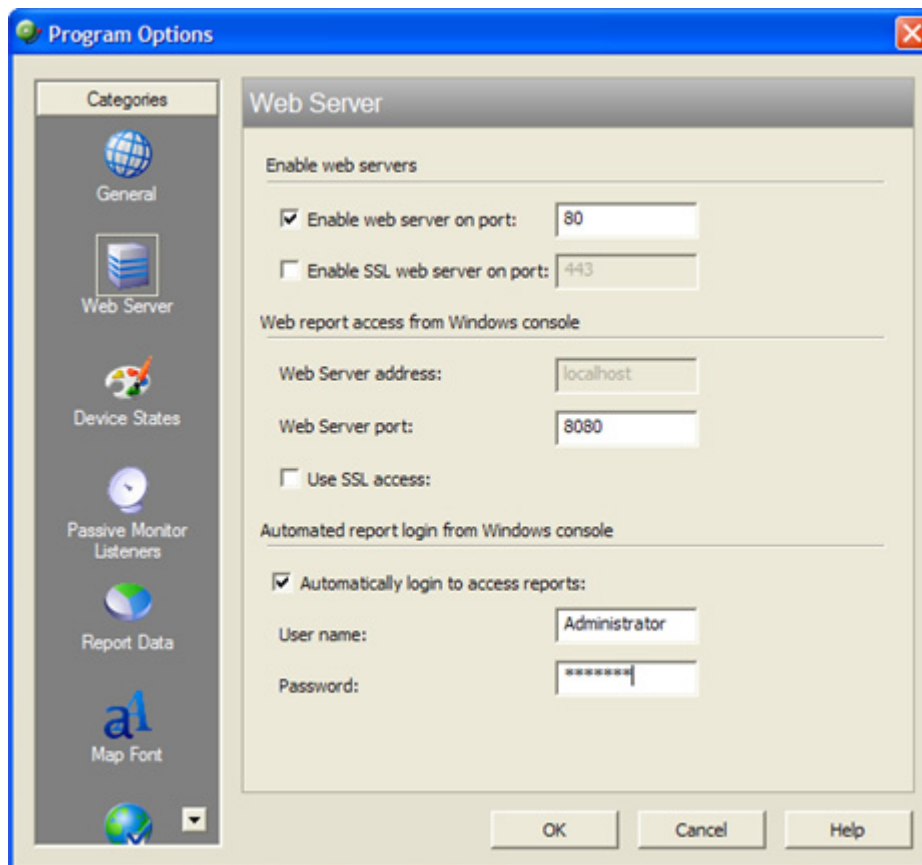 Program Options
Categories
General
Web Server
Device States
Passive Monitor
Listeners
Report Data
Map Font
Web Server
Enable web servers
Enable web server on port: 80
Enable SSL web server on port: 443
Web report access from Windows console
Web Server address: localhost
Web Server port: 8080
Use SSL access:
Automated report login from Windows console
Automatically login to access reports:
User name: Administrator
Password: *******
OK Cancel Help